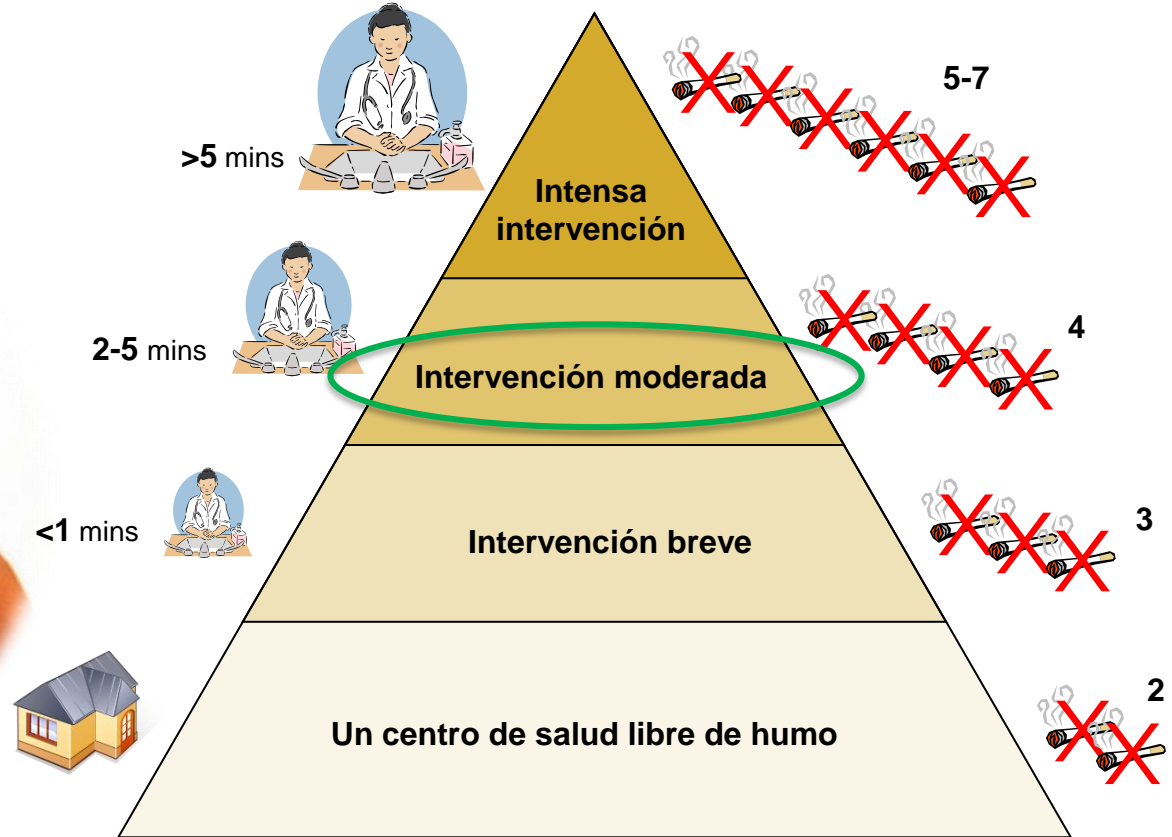 5-7
>5 mins
Intensa
intervención
4
2-5 mins
Intervención moderada
3
<1 mins
Intervención breve
2
Un centro de salud libre de humo